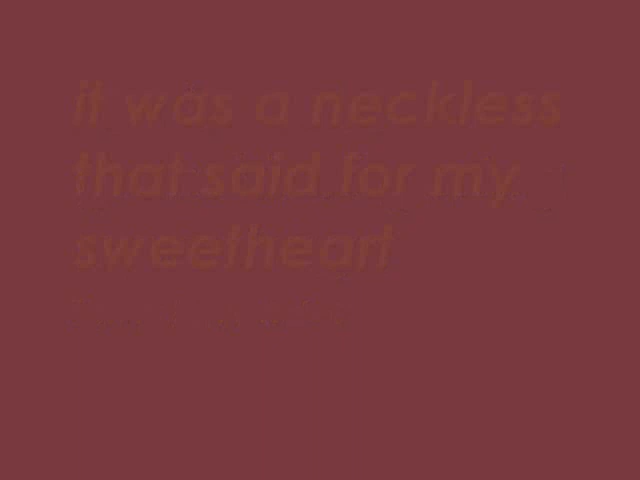 it was a neckless
that said for my
sweetheart